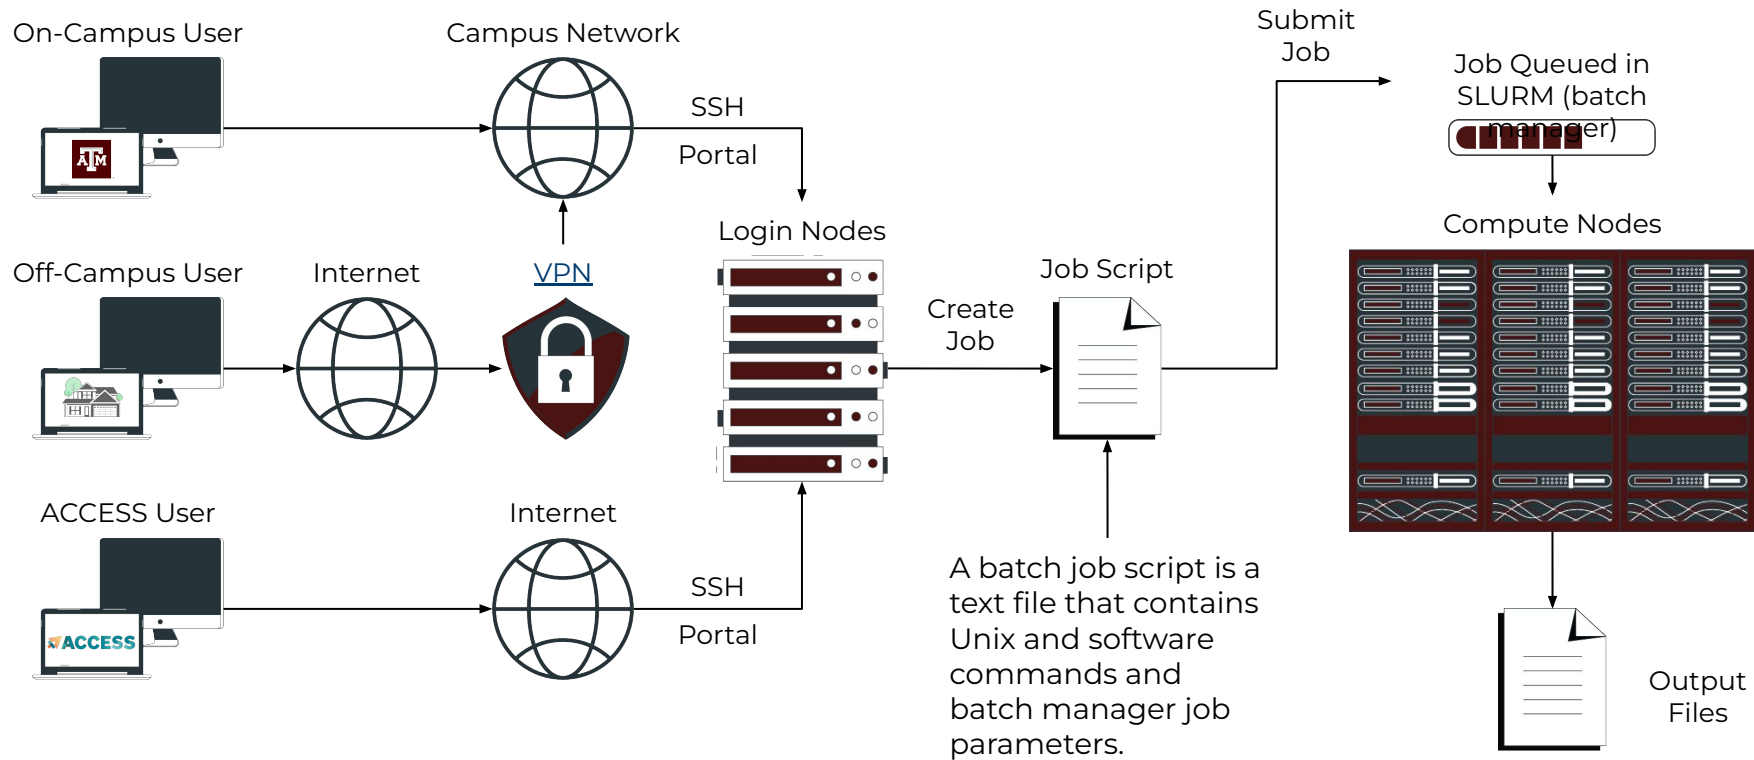 On-Campus User
Campus Network
SSH
Portal
Submit
Job
Job Queued in
SLURM (batch
manager)
A
T
M
Off-Campus User
Internet
VPN
Login Nodes
Create
Job
Job Script
Compute Nodes
ACCESS User
Internet
SSH
Portal
ACCESS
A batch job script is a
text file that contains
Unix and software
commands and
batch manager job
parameters.
Output
Files